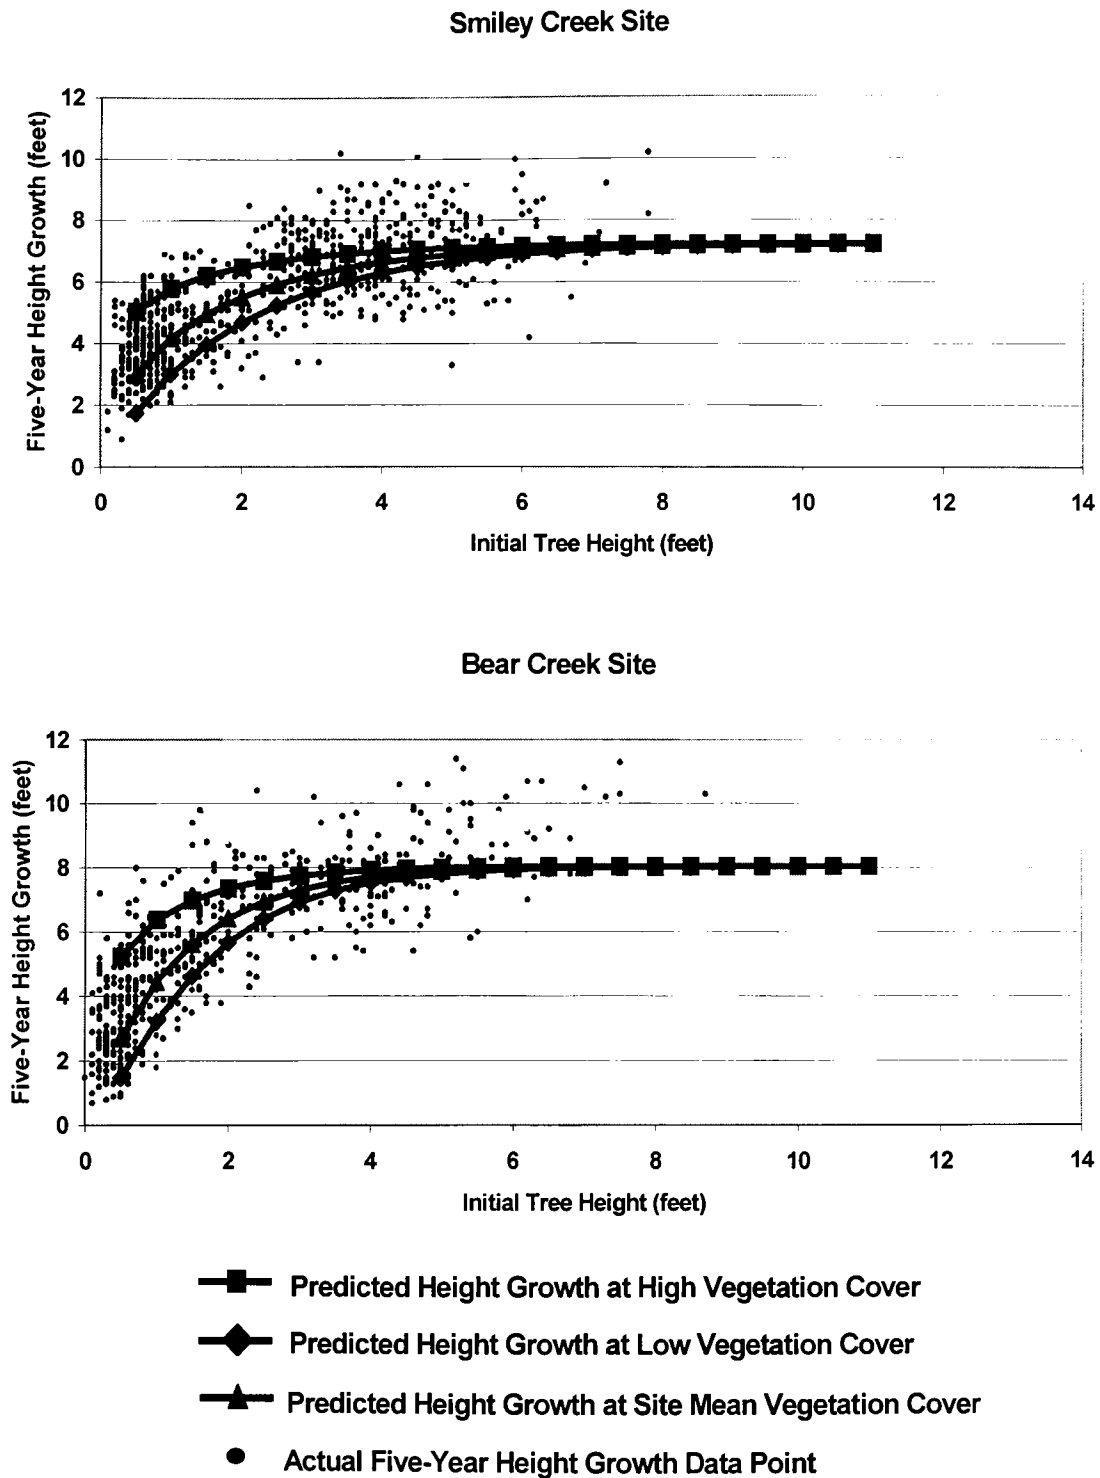 Smiley Creek Site
12
10
8
6
4
2
0
Five-Year Height Growth (feet)
0 2 4 6 8 10 12 14
Initial Tree Height (feet)
Bear Creek Site
12
10
8
6
4
2
0
Five-Year Height Growth (feet)
0 2 4 6 8 10 12 14
Initial Tree Height (feet)
Predicted Height Growth at High Vegetation Cover
Predicted Height Growth at Low Vegetation Cover
Predicted Height Growth at Site Mean Vegetation Cover
Actual Five-Year Height Growth Data Point